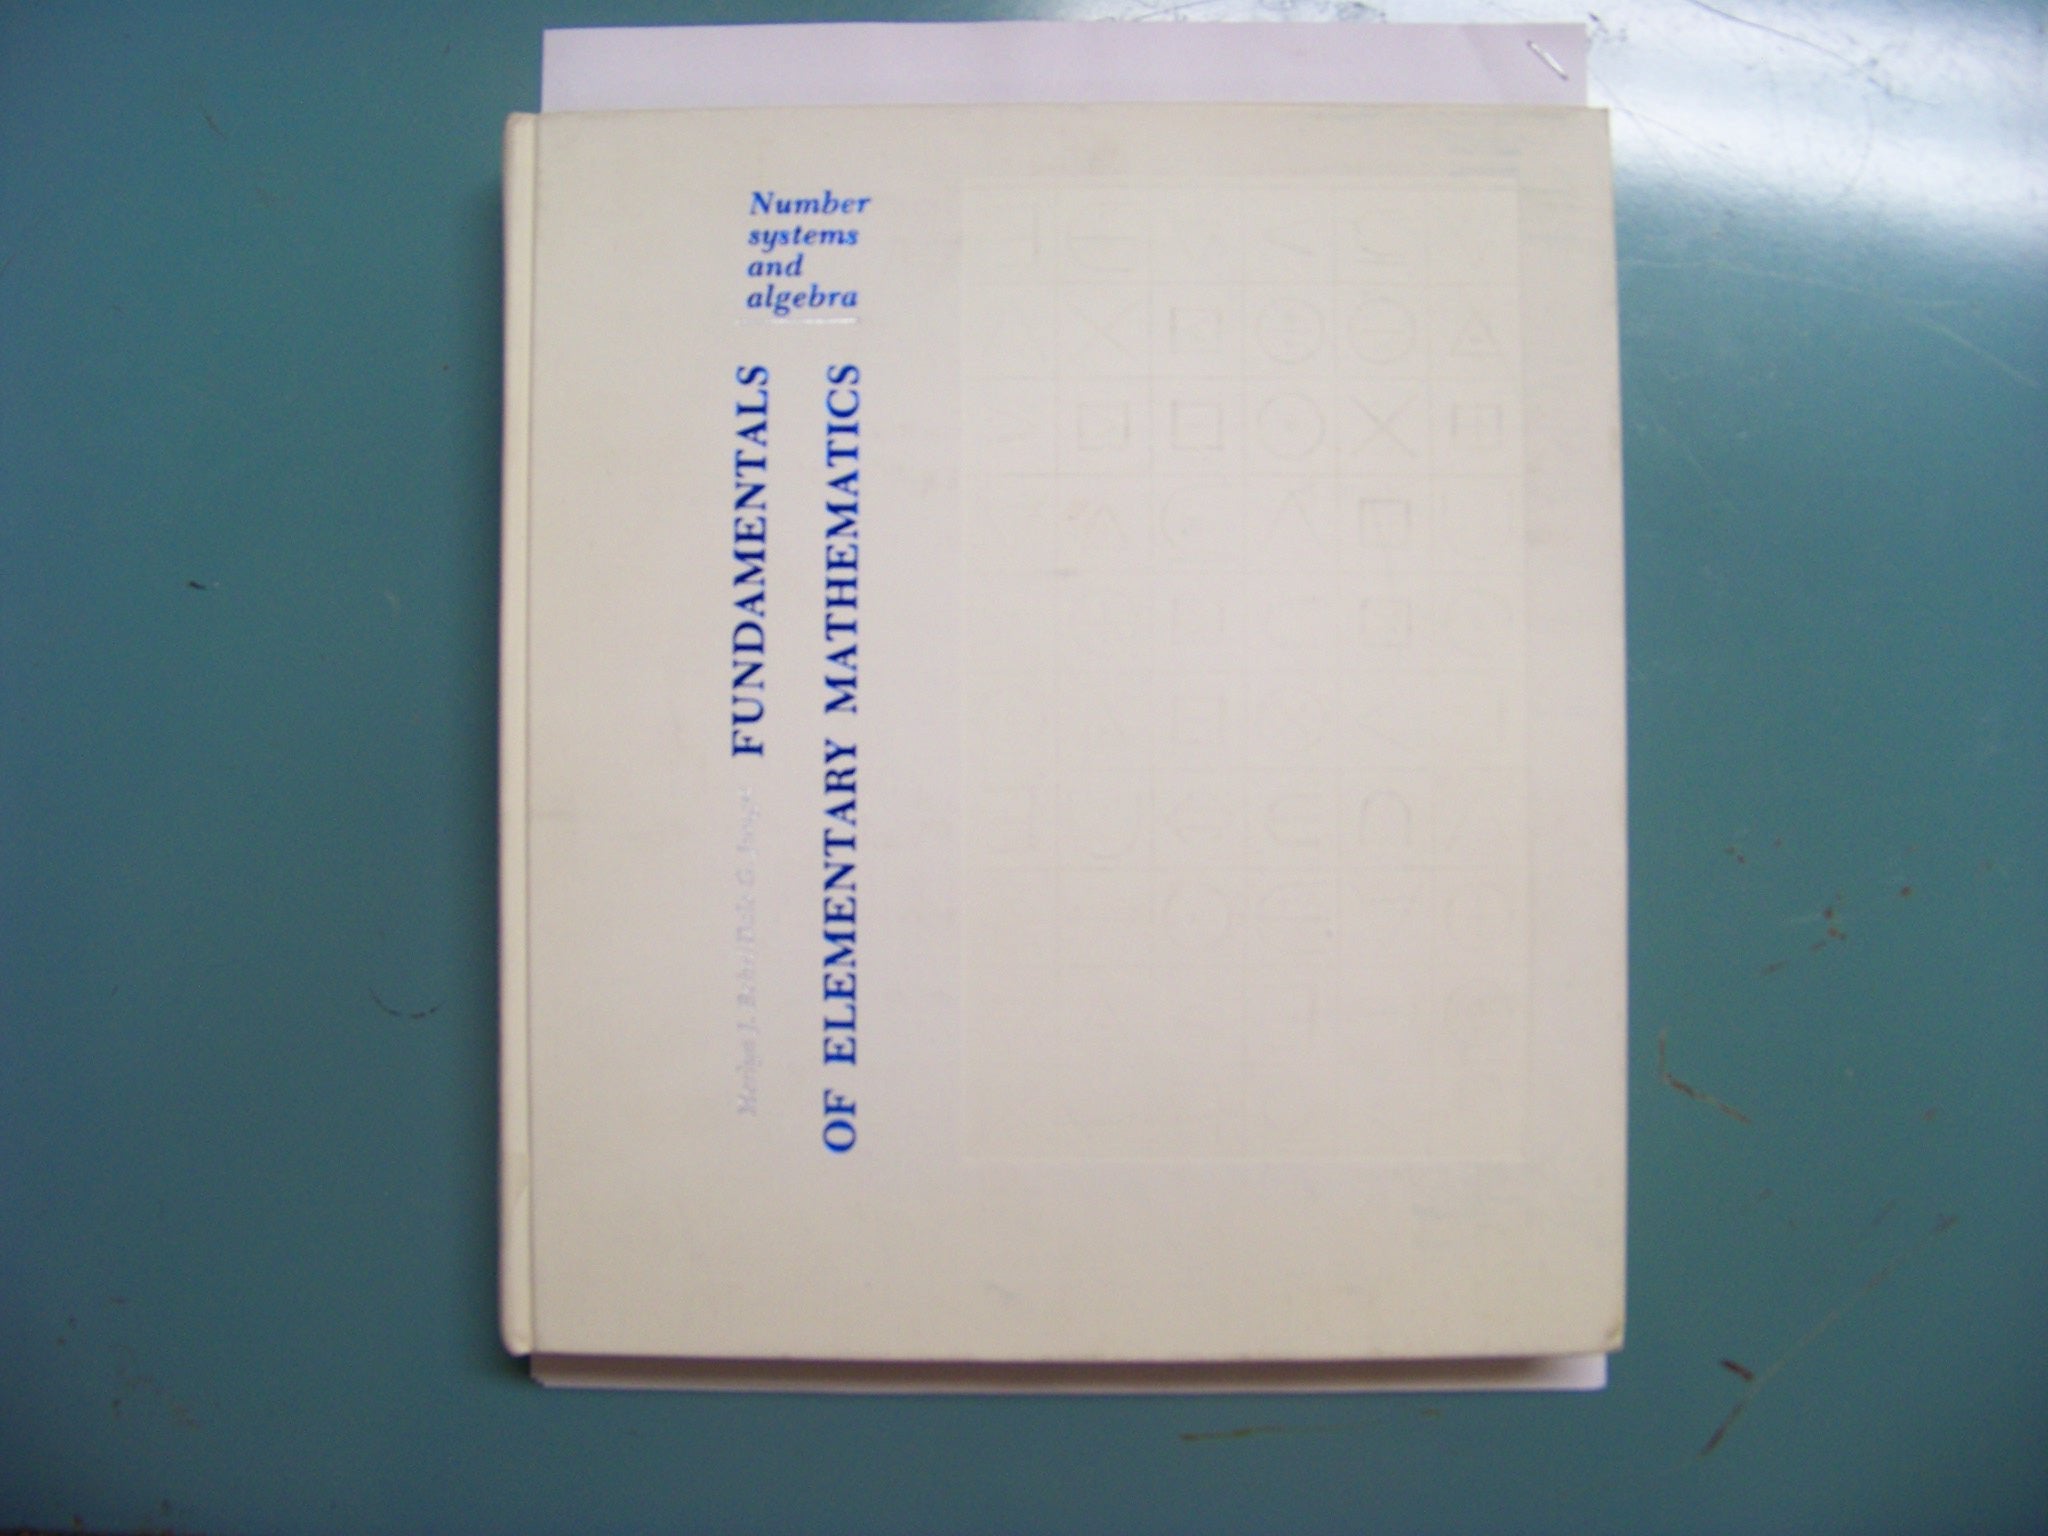 Number
systems
and
algebra
FUNDAMENTALS
OF ELEMENTARY MATHEMATICS